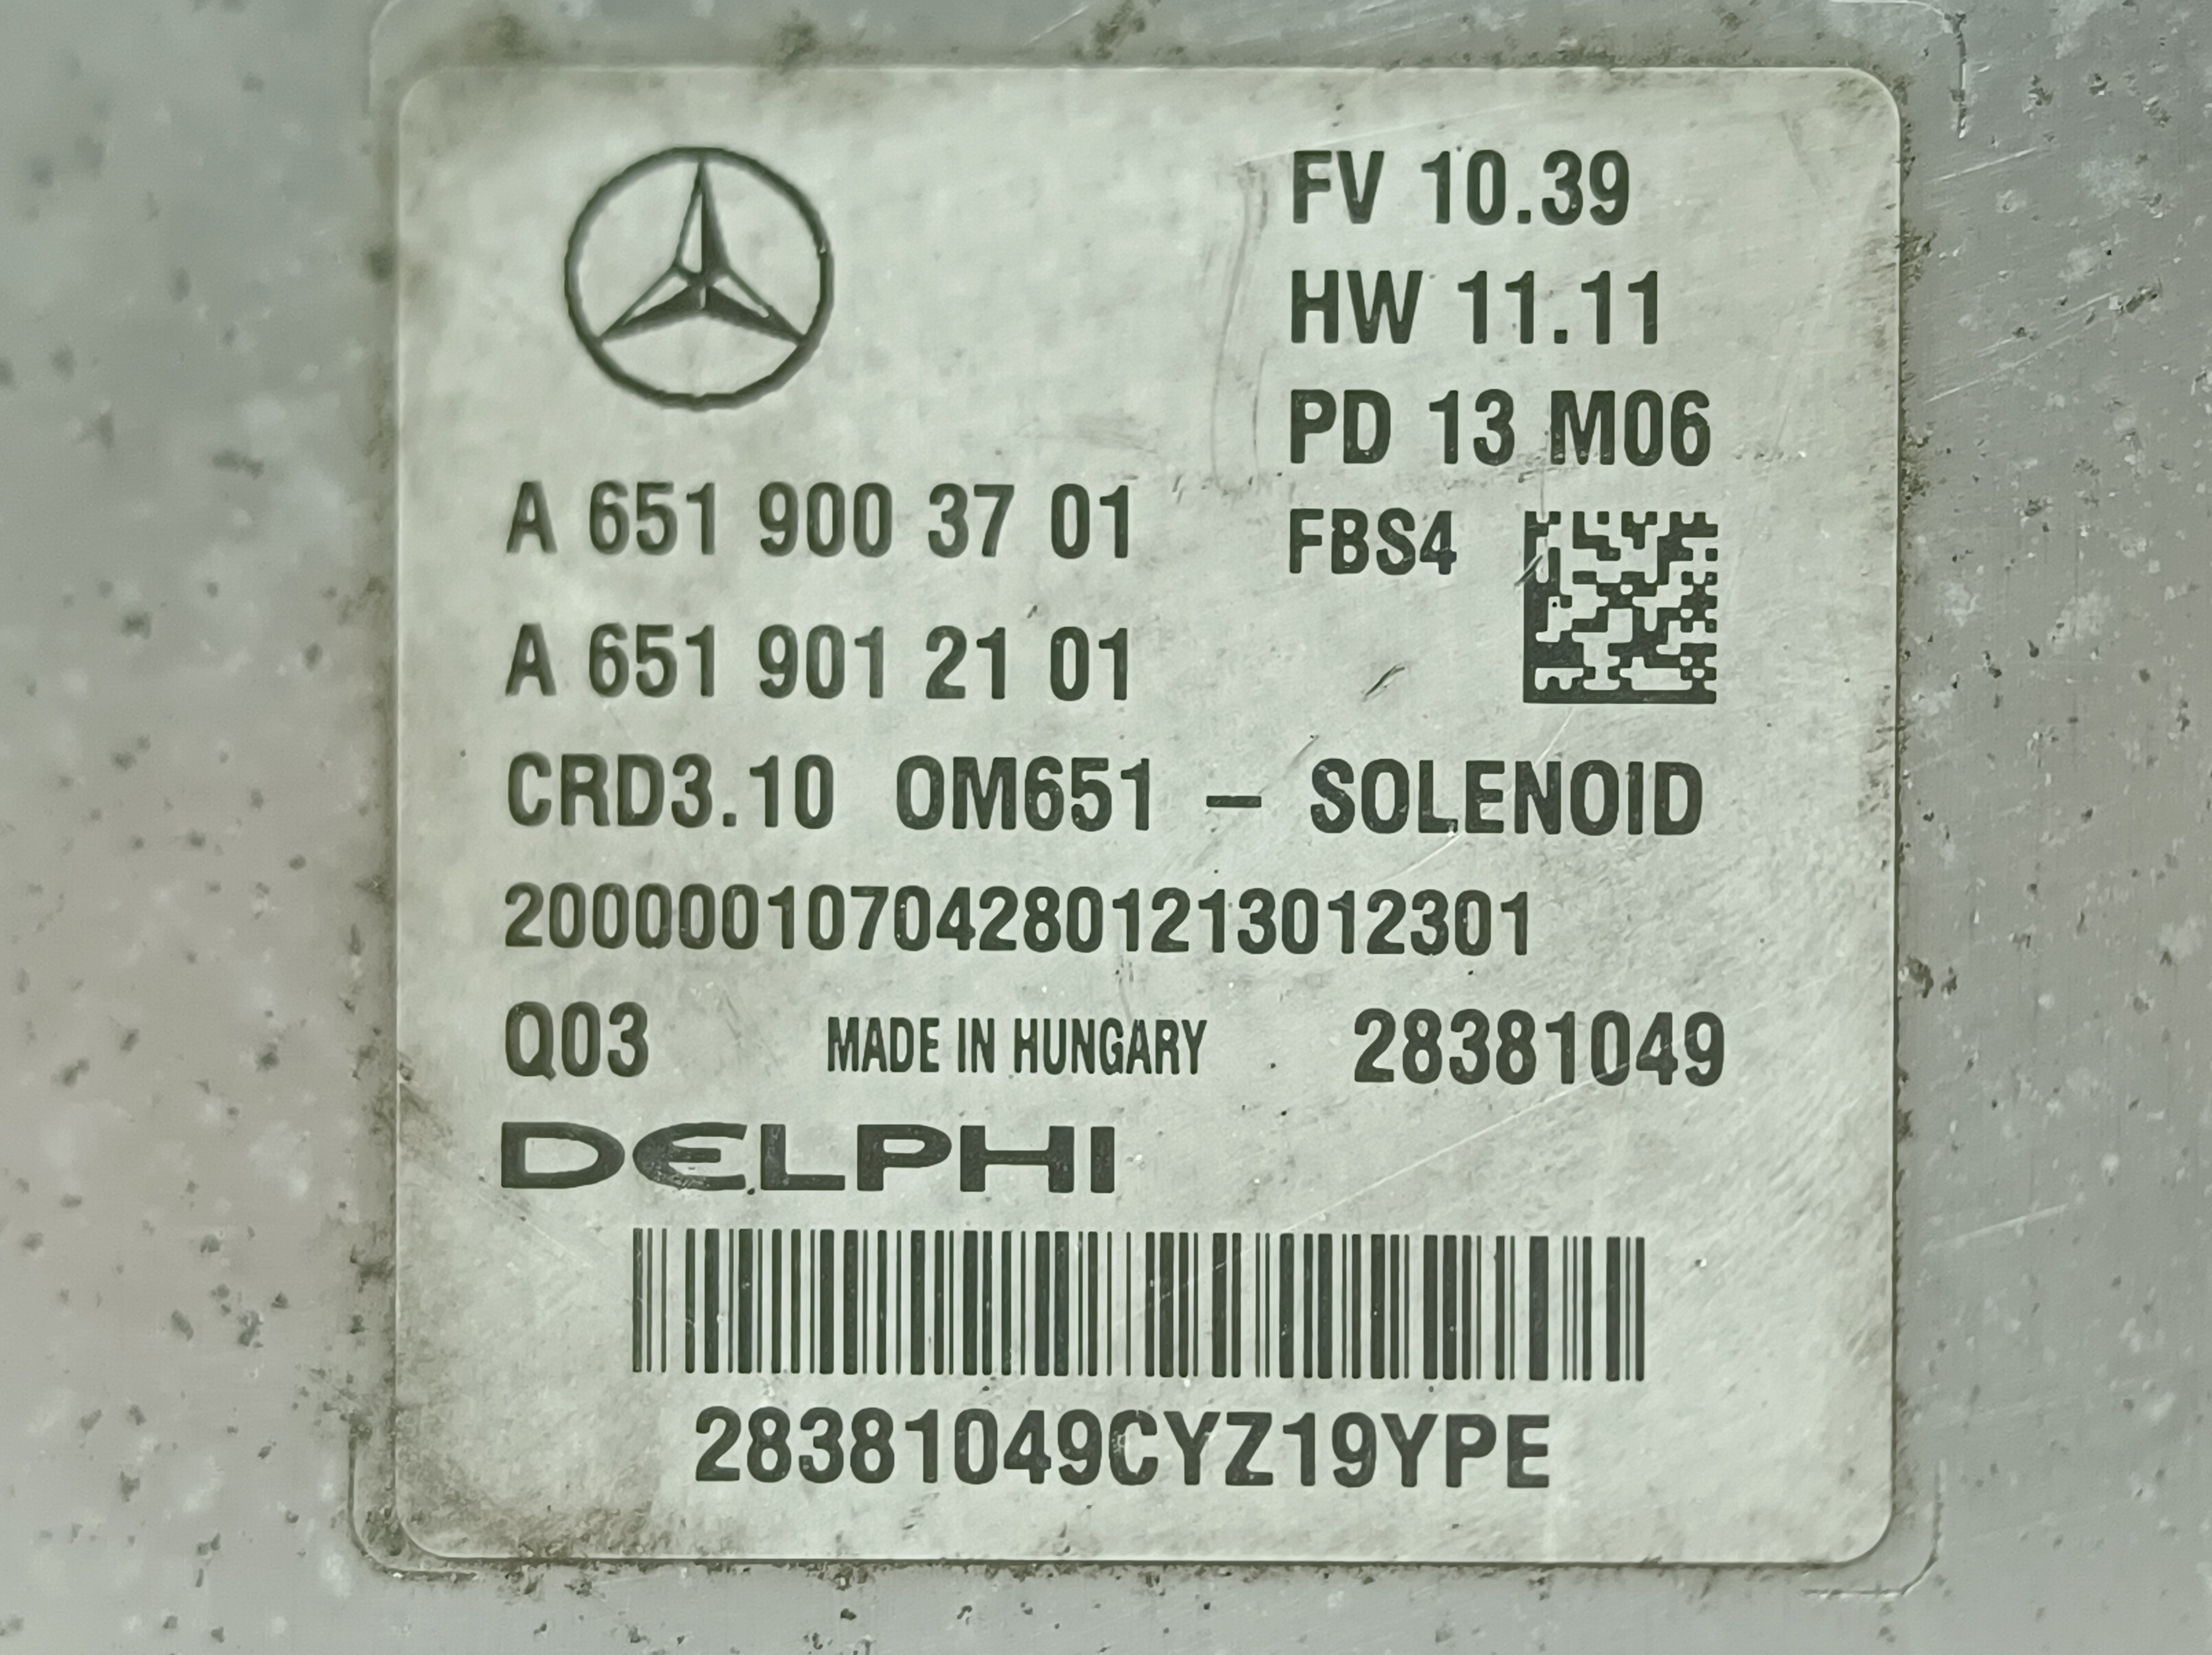 FV 10.39
HW 11.11
PD 13 M06
FBS4
A 651 900 37 01
A 651 901 21 01
CRD3.10 OM651 – SOLENOID
200000107042801213012301
Q03 MADE IN HUNGARY 28381049
DELPHI
28381049CYZ19YPE